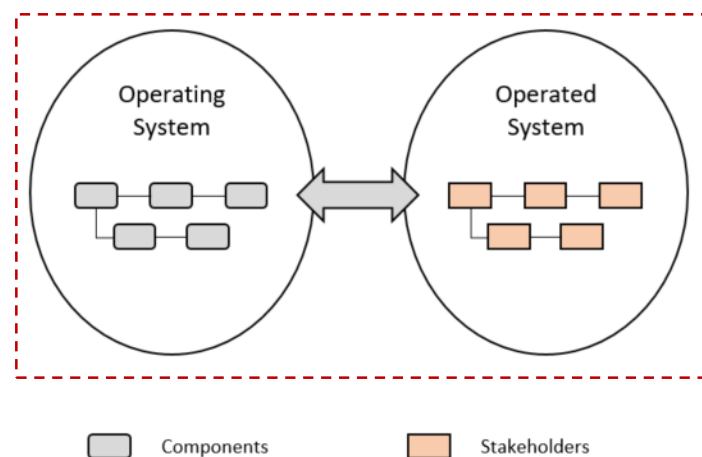 Operating
System
Operated
System
Components
Stakeholders